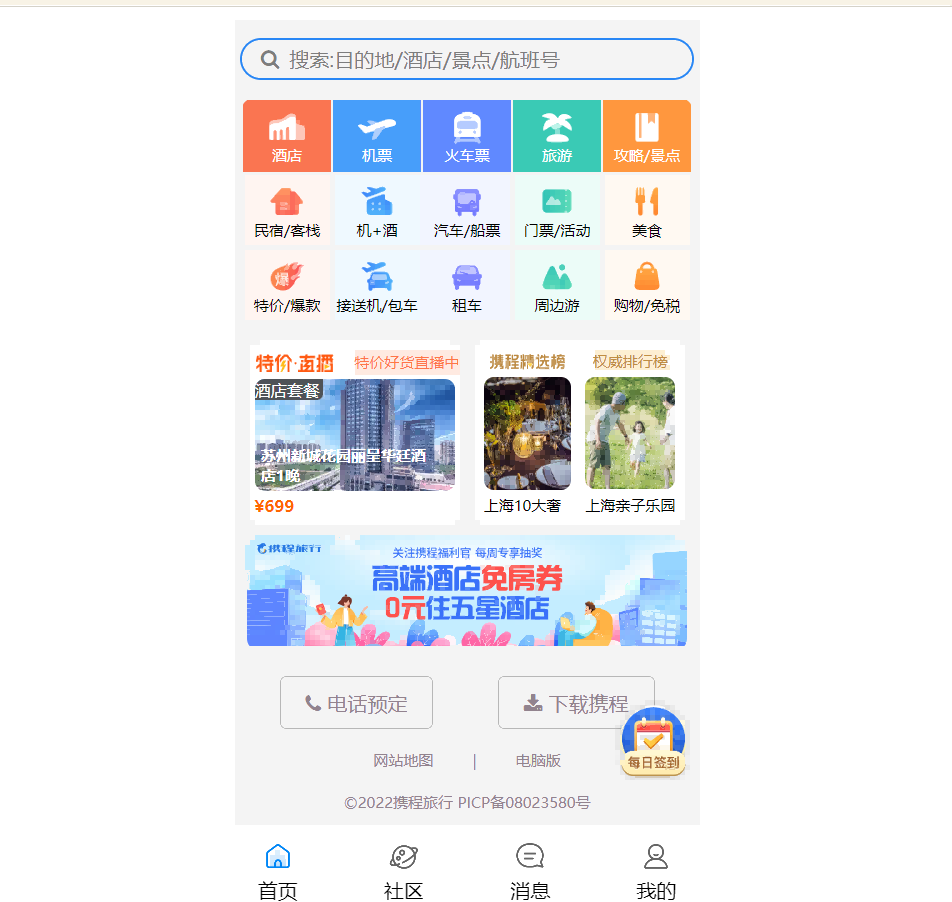 搜索:目的地/酒店/景点/航班号
酒店 机票 火车票 旅游 攻略/景点
民宿/客栈 机+酒 汽车/船票 门票/活动 美食
爆
特价/爆款 接送机/包车 租车 周边游 购物/免税
特价·直播 特价好货直播中
携程精选榜 权威排行榜
酒店套餐
苏州新城花园丽呈华廷酒
店1晚
¥699
上海10大奢 上海亲子乐园
携程旅行
关注携程福利官 每周专享抽奖
高端酒店免房券
0元住五星酒店
电话预定 下载携程
每日签到
网站地图 | 电脑版
©2022携程旅行 PICP备08023580号
首页 社区 消息 我的